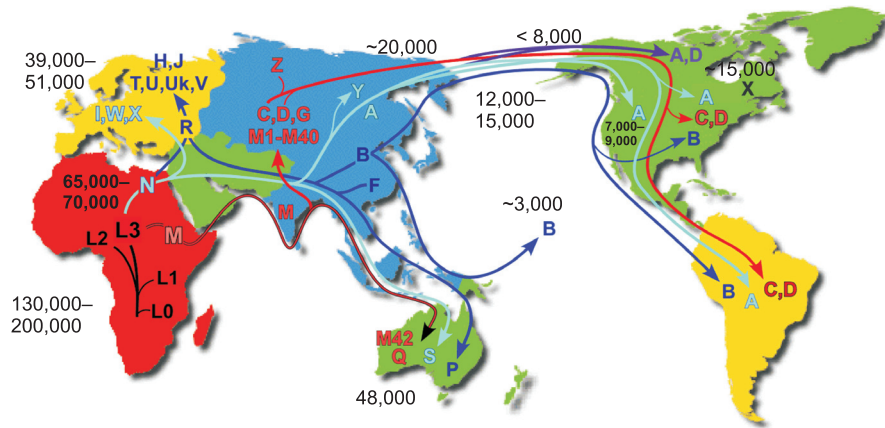 39,000–
51,000
H,J
T,U,Uk,V
I,W,X
R
N
65,000–
70,000
L3
M
L2
L1
L0
130,000–
200,000
Z
C,D,G
M1-M40
Y
A
B
F
M
~20,000
< 8,000
12,000–
15,000
~3,000
B
M42
Q
S
P
48,000
A,D
~15,000
X
A
A
7,000–
9,000
C,D
B
B
A
C,D